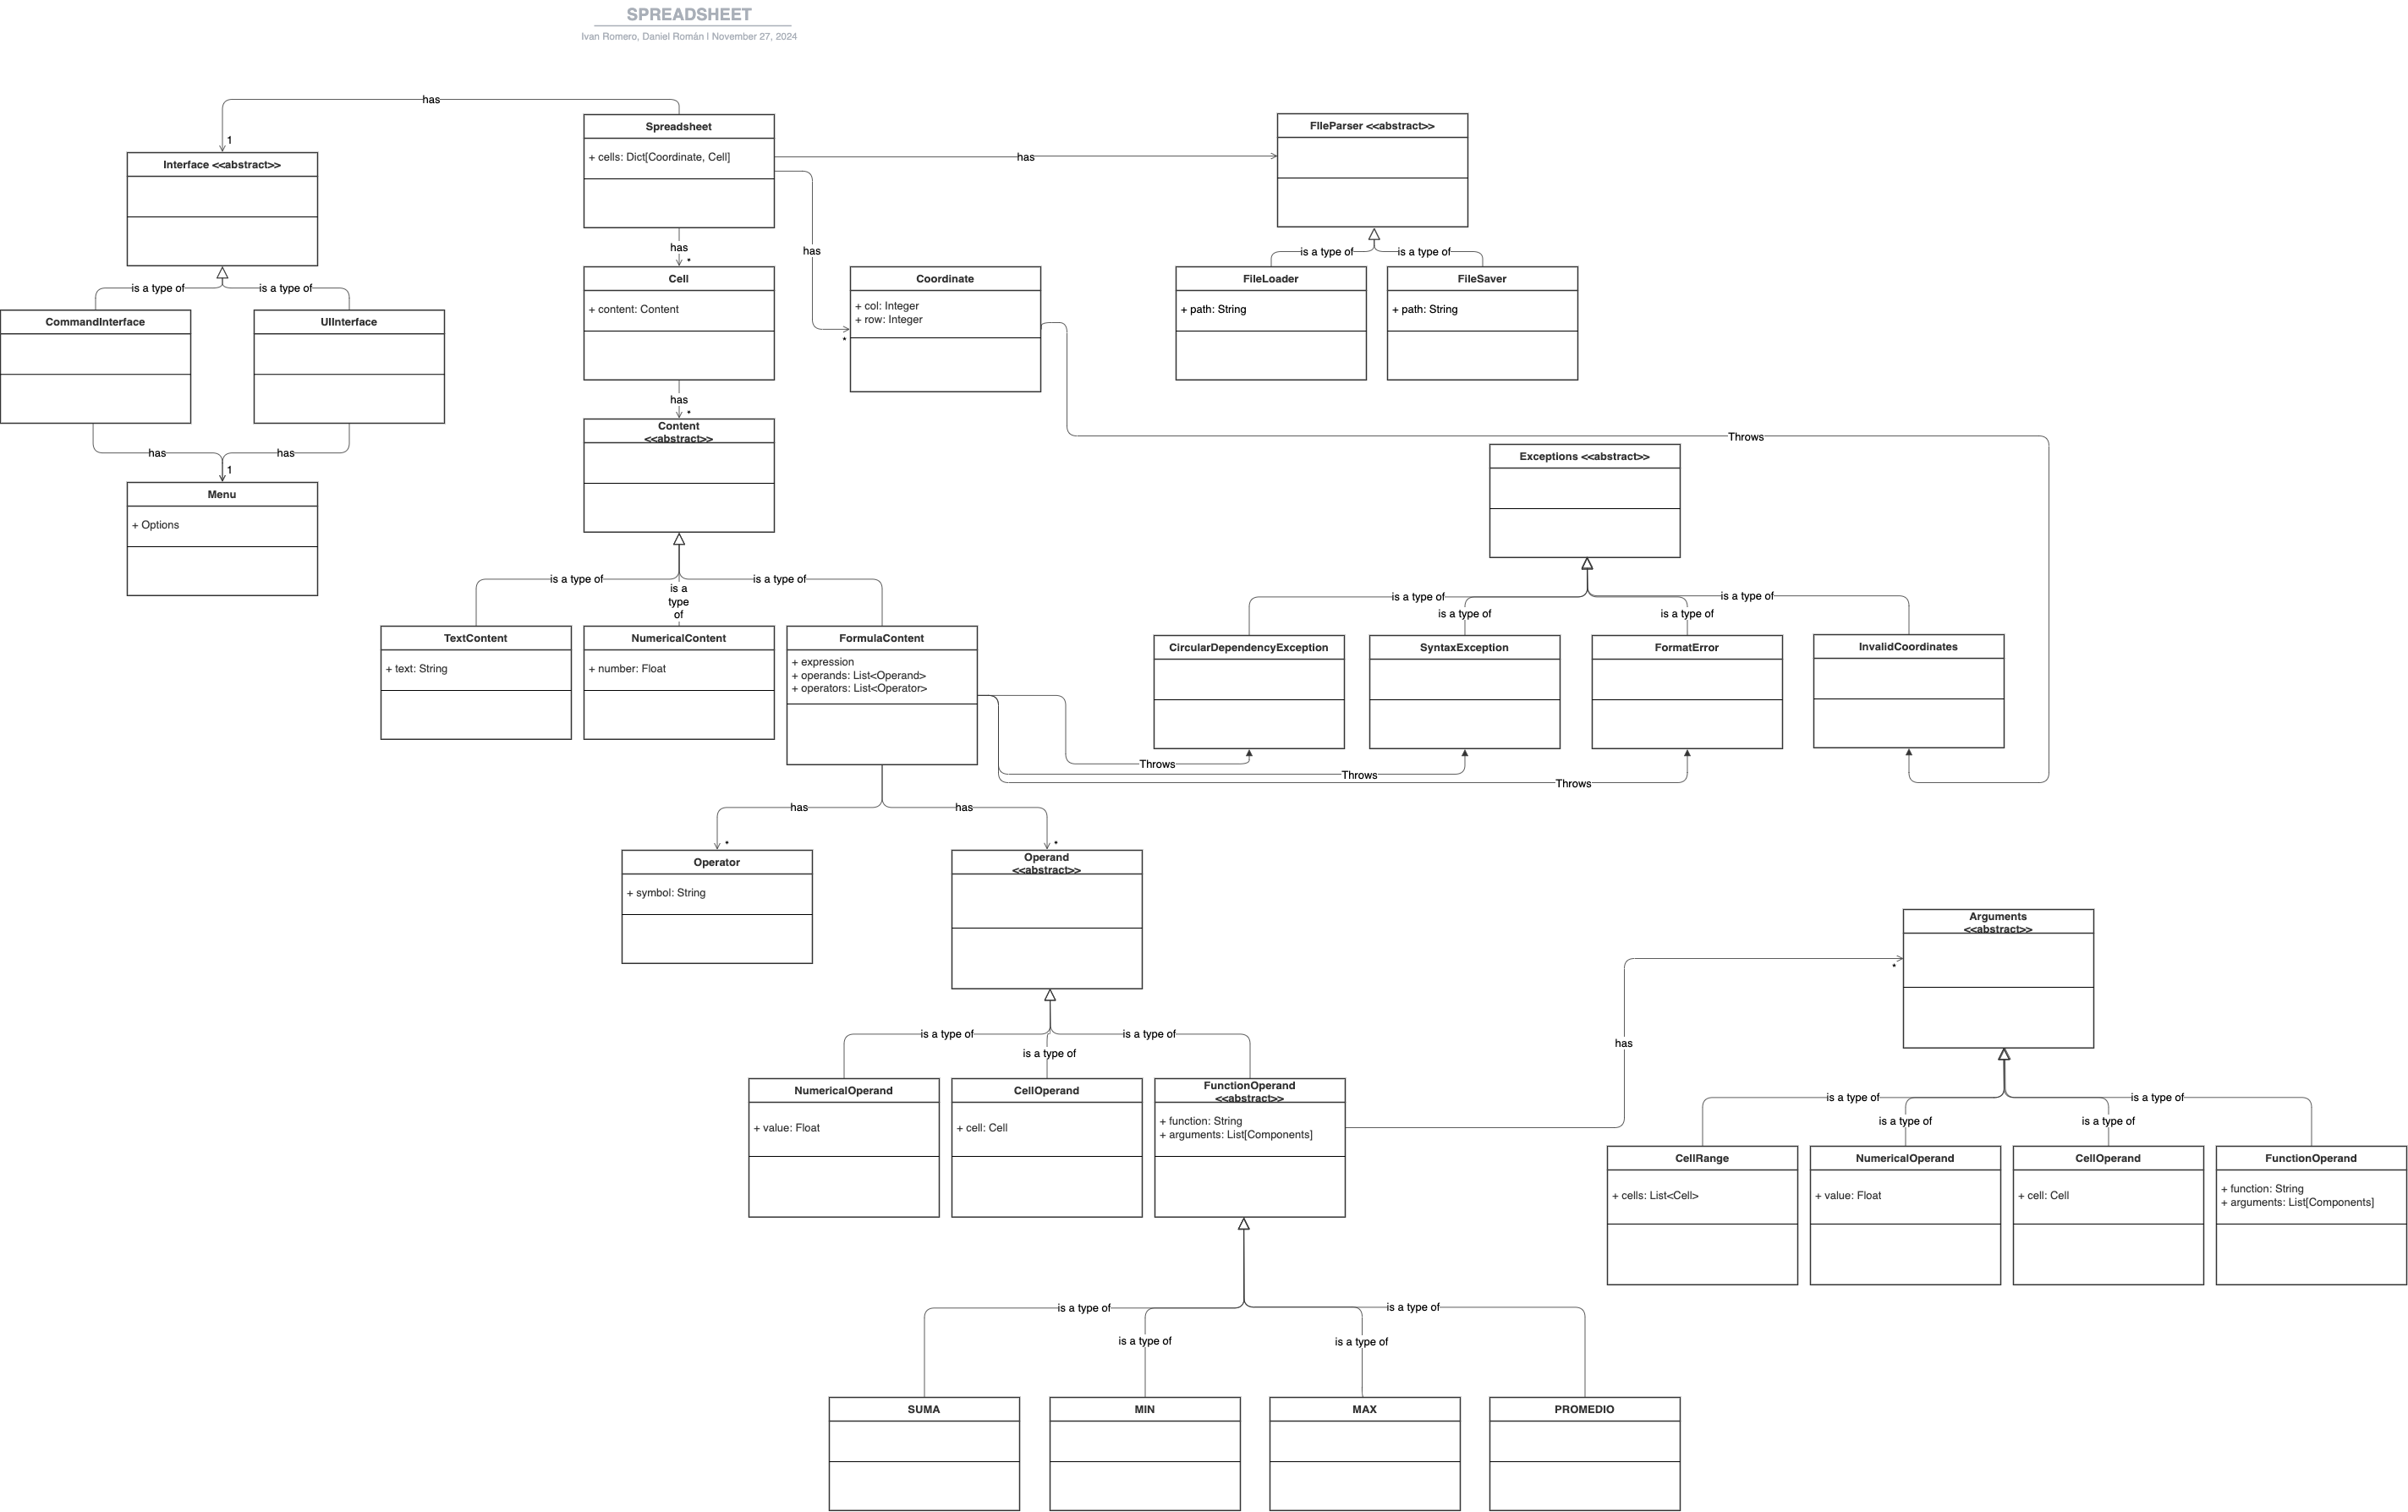 SPREADSHEET
Ivan Romero, Daniel Román I November 27, 2024
has
1
Interface <<abstract>>
is a type of
is a type of
CommandInterface
UIInterface
has
has
1
Menu
+ Options
Spreadsheet
+ cells: Dict[Coordinate, Cell]
has
has
has
*
*
Cell
+ content: Content
Coordinate
+ col: Integer
+ row: Integer
has
*
Content
<<abstract>>
FIleParser <<abstract>>
is a type of
is a type of
FileLoader
+ path: String
FileSaver
+ path: String
Throws
Exceptions <<abstract>>
is a type of
is a type of
is a type of
is a type of
CircularDependencyException
SyntaxException
FormatError
InvalidCoordinates
is a type of
is a
type
of
is a type of
TextContent
+ text: String
NumericalContent
+ number: Float
FormulaContent
+ expression
+ operands: List<Operand>
+ operators: List<Operator>
Throws
Throws
Throws
has
has
*
*
Operator
+ symbol: String
Operand
<<abstract>>
is a type of
is a type of
is a type of
NumericalOperand
+ value: Float
CellOperand
+ cell: Cell
FunctionOperand
<<abstract>>
+ function: String
+ arguments: List[Components]
has
*
Arguments
<<abstract>>
is a type of
is a type of
is a type of
is a type of
CellRange
+ cells: List<Cell>
NumericalOperand
+ value: Float
CellOperand
+ cell: Cell
FunctionOperand
+ function: String
+ arguments: List[Components]
is a type of
is a type of
is a type of
is a type of
SUMA
MIN
MAX
PROMEDIO